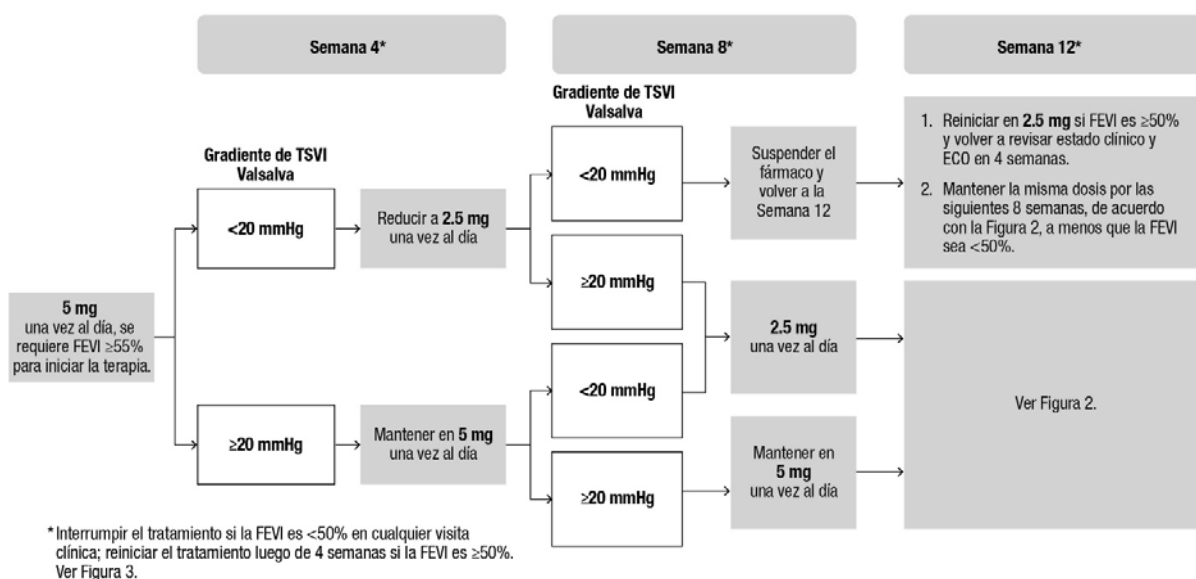 Semana 4*
Semana 8*
Semana 12*
Gradiente de TSVI
Valsalva
<20 mmHg
Reducir a 2.5 mg
una vez al día
5 mg
una vez al día, se
requiere FEVI ≥55%
para iniciar la terapia.
≥20 mmHg
Mantener en 5 mg
una vez al día
Gradiente de TSVI
Valsalva
<20 mmHg
Suspender el
fármaco y
volver a la
Semana 12
≥20 mmHg
2.5 mg
una vez al día
<20 mmHg
≥20 mmHg
Mantener en
5 mg
una vez al día
1. Reiniciar en 2.5 mg si FEVI es ≥50%
y volver a revisar estado clínico y
ECO en 4 semanas.
2. Mantener la misma dosis por las
siguientes 8 semanas, de acuerdo
con la Figura 2, a menos que la FEVI
sea <50%.
Ver Figura 2.
* Interrumpir el tratamiento si la FEVI es <50% en cualquier visita
clínica; reiniciar el tratamiento luego de 4 semanas si la FEVI es ≥50%.
Ver Figura 3.